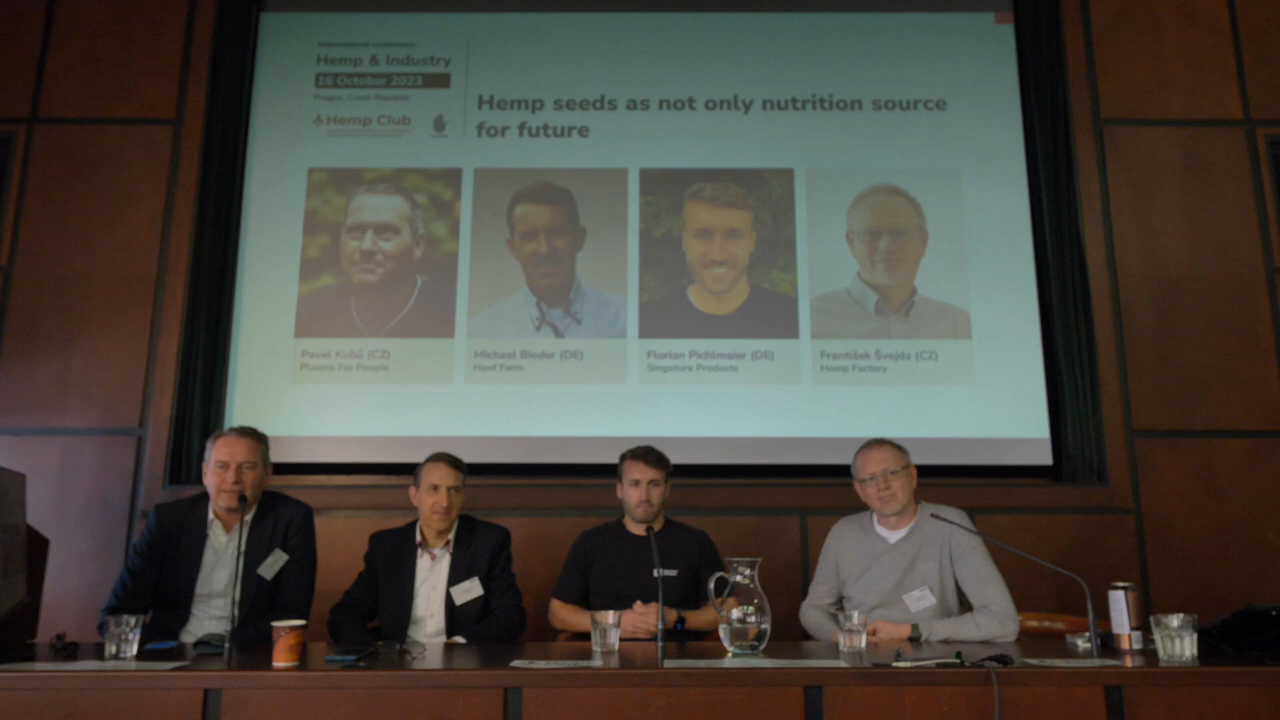 International conference
Hemp & Industry
16 October 2023
Prague, Czech Republic
Hemp Club
Hemp seeds as not only nutrition source
for future
Pavel Kubů (CZ)
Plasma For People
Michael Bieder (DE)
Hanf Farm
Florian Pichlmaier (DE)
Singature Products
František Švejda (CZ)
Hemp Factory